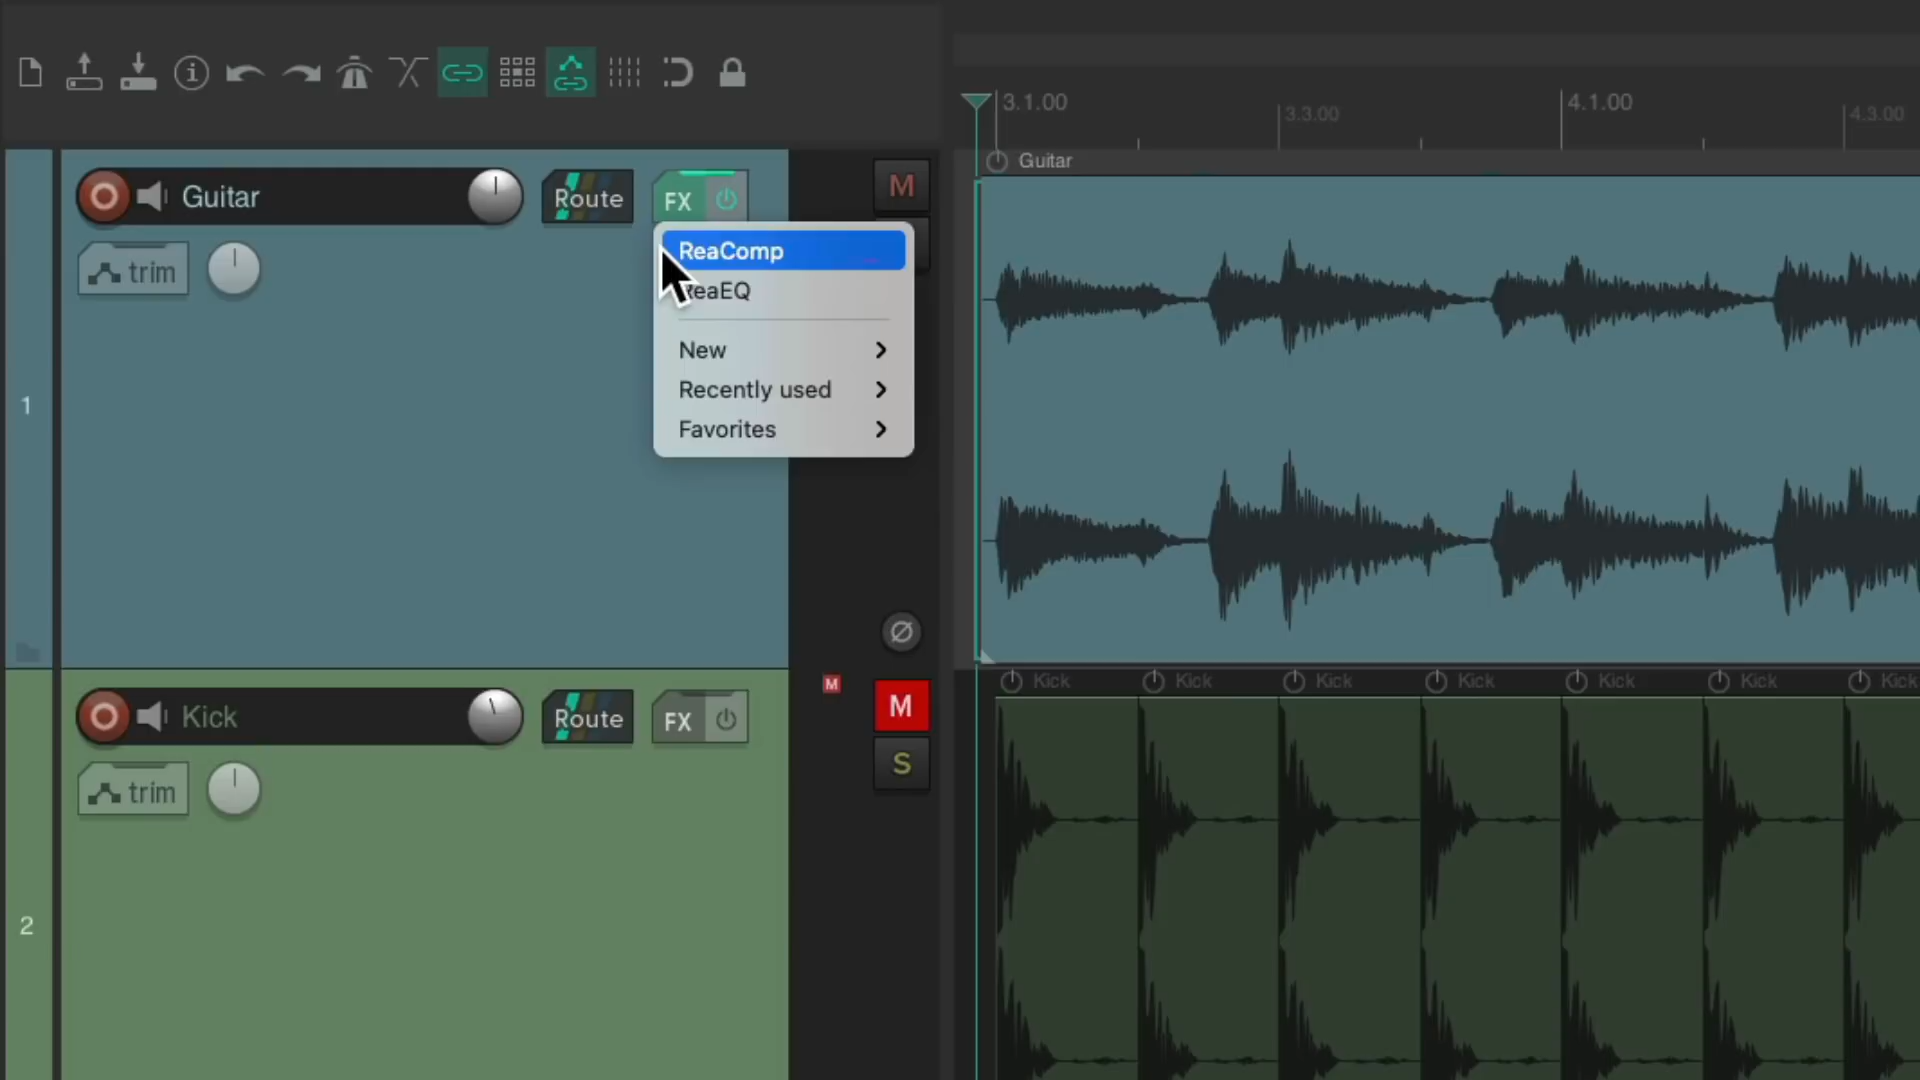 3.1.00
3.3.00
4.1.00
4.3.00
Guitar
Guitar
Route
FX
M
trim
ReaComp
ReaEQ
New
Recently used
Favorites
1
Kick
Kick
Kick
Kick
Kick
Kick
Kick
M
Kick
Route
FX
M
trim
S
2